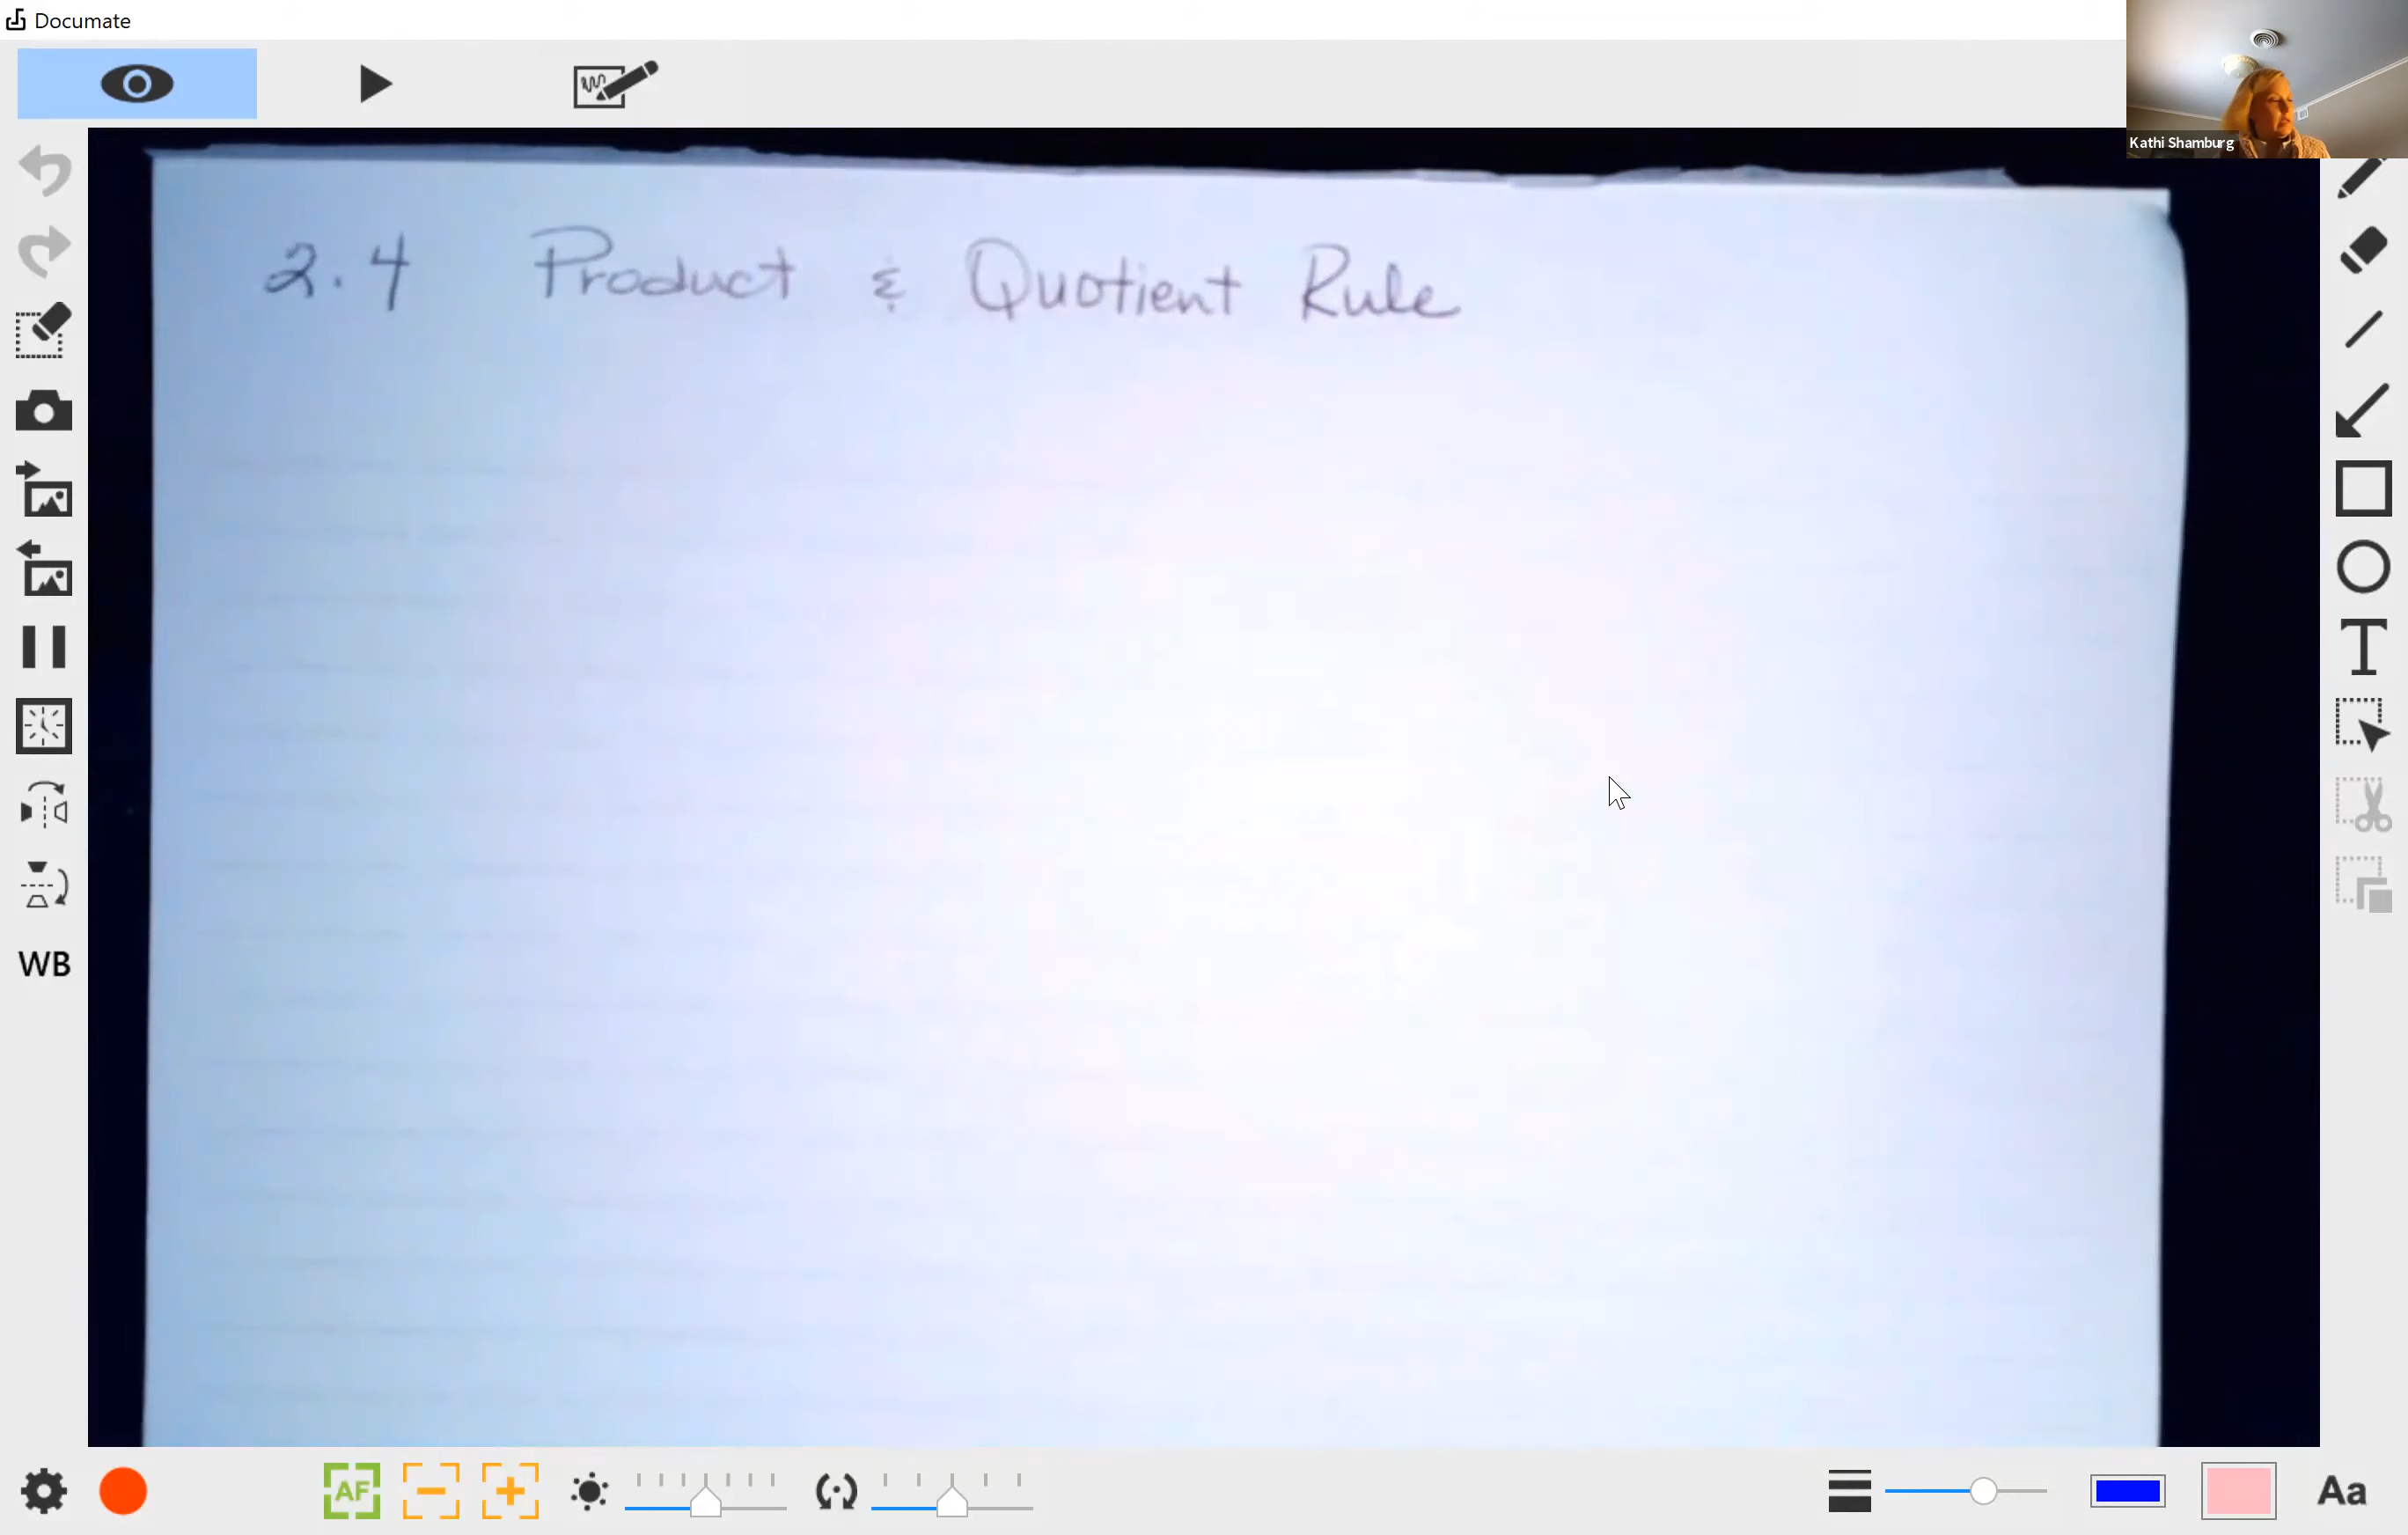 Documate
Kathi Shamburg
2.4 Product & Quotient Rule
WB
T
AF
Aa